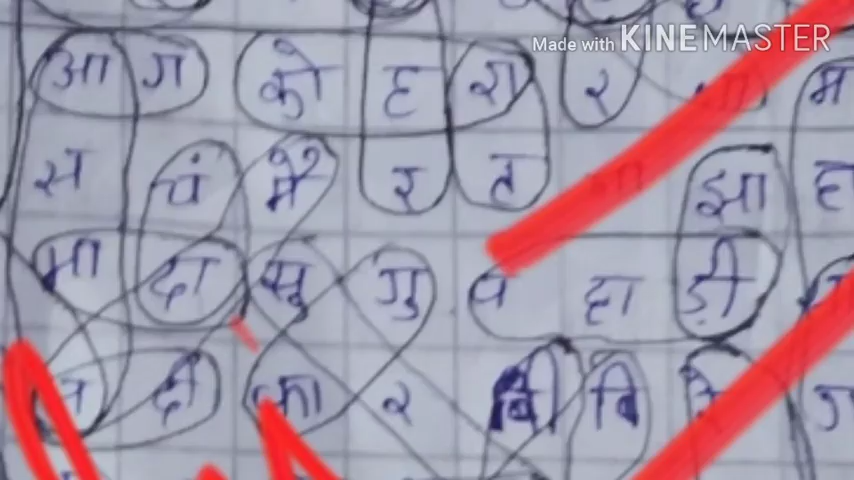 Made with KINEMASTER
आ ग को ह रा र म
स चं मै र त झा ह
मा दा सु गु प हा ड़ी
न दी का र बी बि